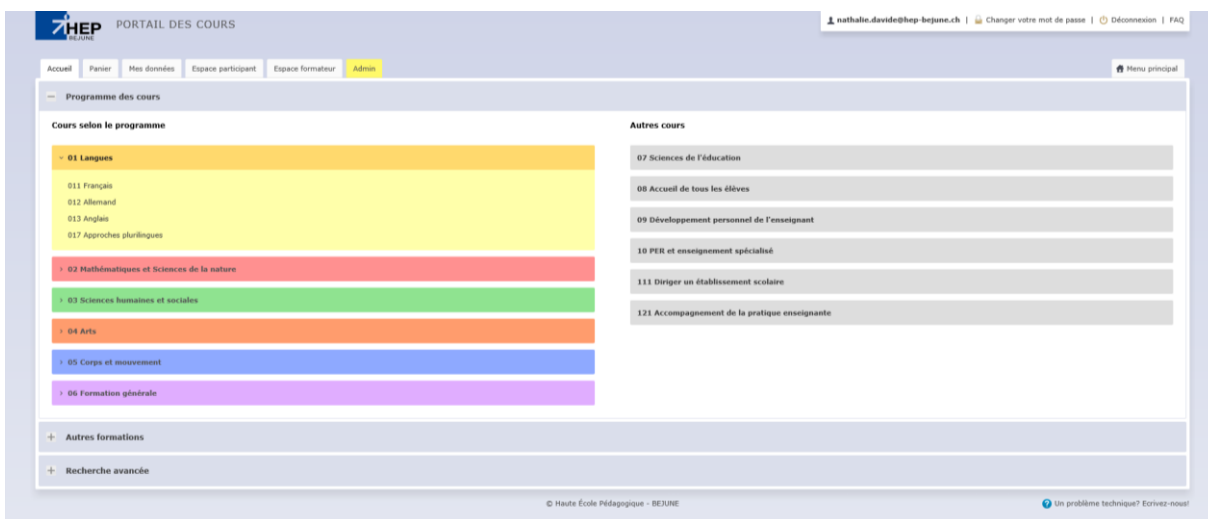 HEP
BEJUNE
PORTAIL DES COURS
nathalie.davide@hep-bejune.ch | Changer votre mot de passe | Déconnexion | FAQ
Accueil Panier Mes données Espace participant Espace formateur Admin Menu principal
Programme des cours
Cours selon le programme
01 Langues
011 Français
012 Allemand
013 Anglais
017 Approches plurilingues
02 Mathématiques et Sciences de la nature
03 Sciences humaines et sociales
04 Arts
05 Corps et mouvement
06 Formation générale
Autres cours
07 Sciences de l'éducation
08 Accueil de tous les élèves
09 Développement personnel de l'enseignant
10 PER et enseignement spécialisé
111 Diriger un établissement scolaire
121 Accompagnement de la pratique enseignante
Autres formations
Recherche avancée
© Haute École Pédagogique - BEJUNE
Un problème technique? Ecrivez-nous!